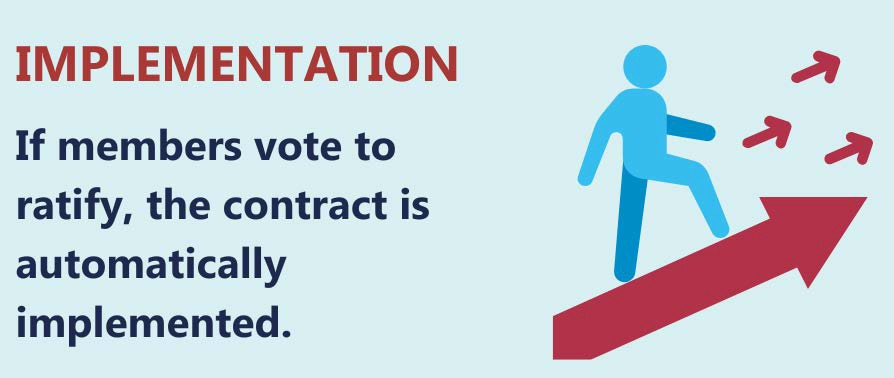 IMPLEMENTATION
If members vote to
ratify, the contract is
automatically
implemented.